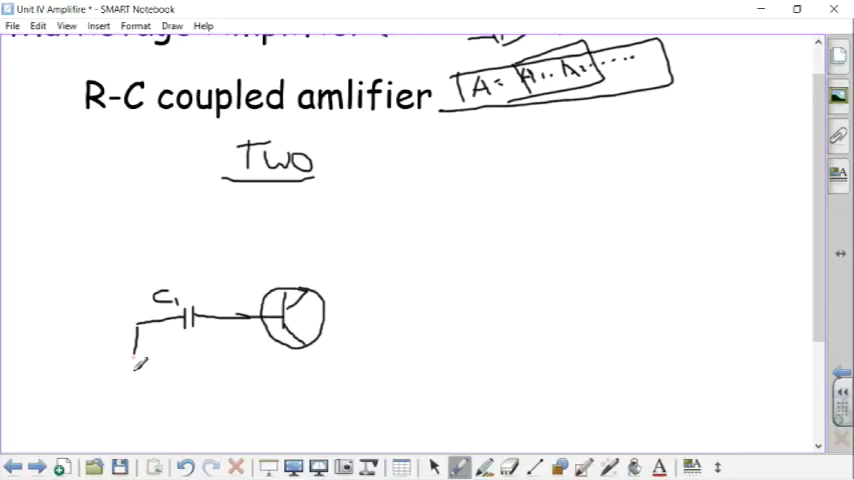 Unit IV Amplifire * - SMART Notebook
File Edit View Insert Format Draw Help
R-C coupled amlifier
A= A1.. A2.....
TWO
C1